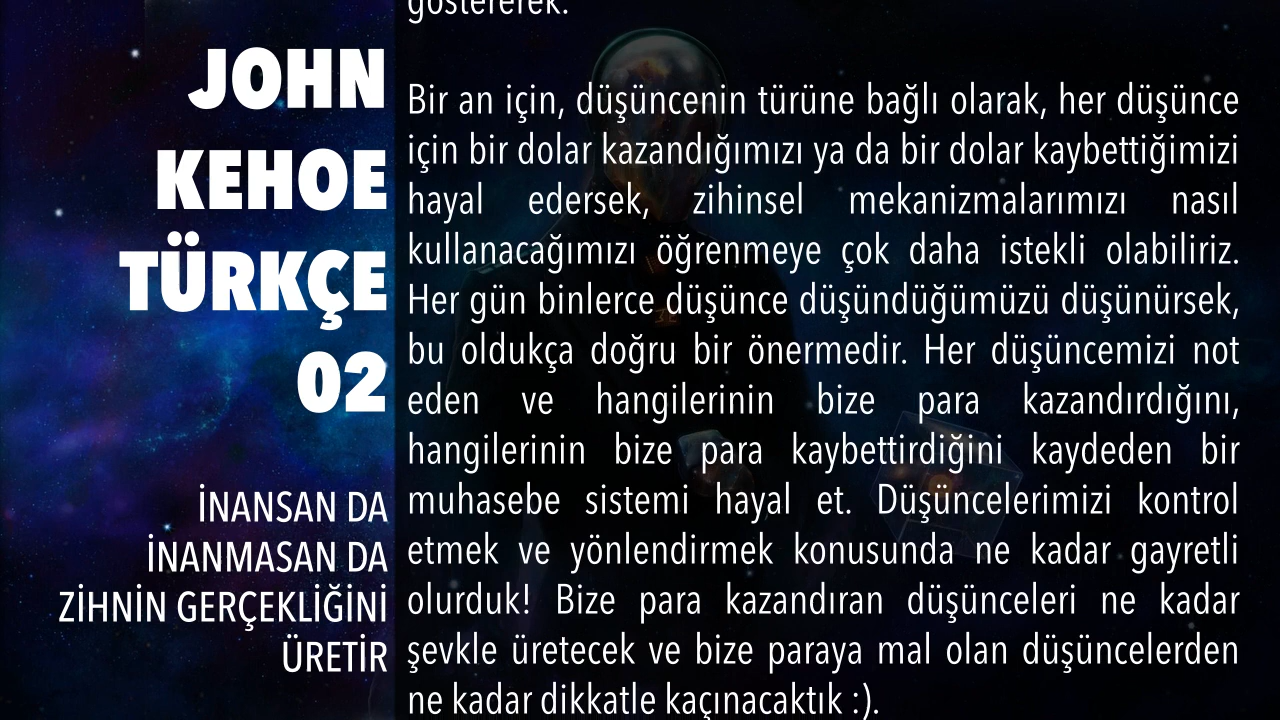 JOHN
KEHOE
TÜRKÇE
02
İNANSAN DA
İNANMASAN DA
ZİHNİN GERÇEKLİĞİNİ
ÜRETİR
göstererek.
Bir an için, düşüncenin türüne bağlı olarak, her düşünce
için bir dolar kazandığımızı ya da bir dolar kaybettiğimizi
hayal edersek, zihinsel mekanizmalarımızı nasıl
kullanacağımızı öğrenmeye çok daha istekli olabiliriz.
Her gün binlerce düşünce düşündüğümüzü düşünürsek,
bu oldukça doğru bir önermedir. Her düşüncemizi not
eden ve hangilerinin bize para kazandırdığını,
hangilerinin bize para kaybettirdiğini kaydeden bir
muhasebe sistemi hayal et. Düşüncelerimizi kontrol
etmek ve yönlendirmek konusunda ne kadar gayretli
olurduk! Bize para kazandıran düşünceleri ne kadar
şevkle üretecek ve bize paraya mal olan düşüncelerden
ne kadar dikkatle kaçınacaktık :).